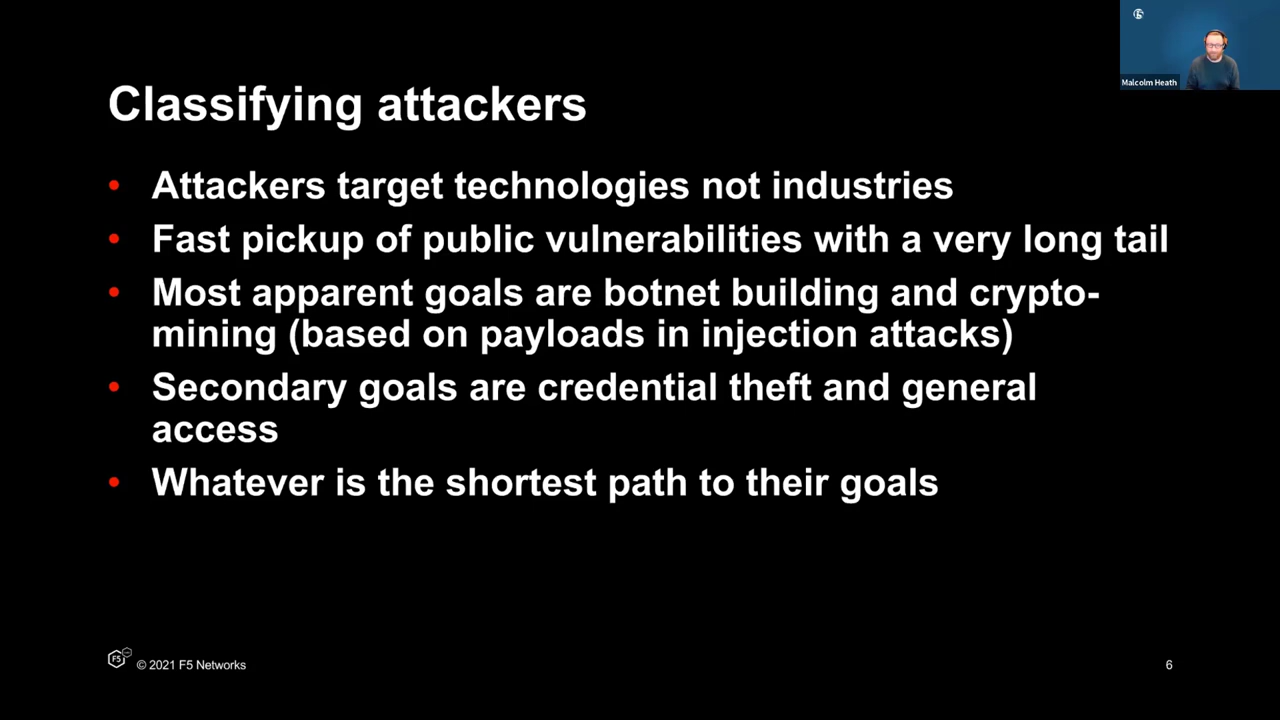 Malcolm Heath
Classifying attackers
• Attackers target technologies not industries
• Fast pickup of public vulnerabilities with a very long tail
• Most apparent goals are botnet building and crypto-
mining (based on payloads in injection attacks)
• Secondary goals are credential theft and general
access
• Whatever is the shortest path to their goals
F5 © 2021 F5 Networks
6